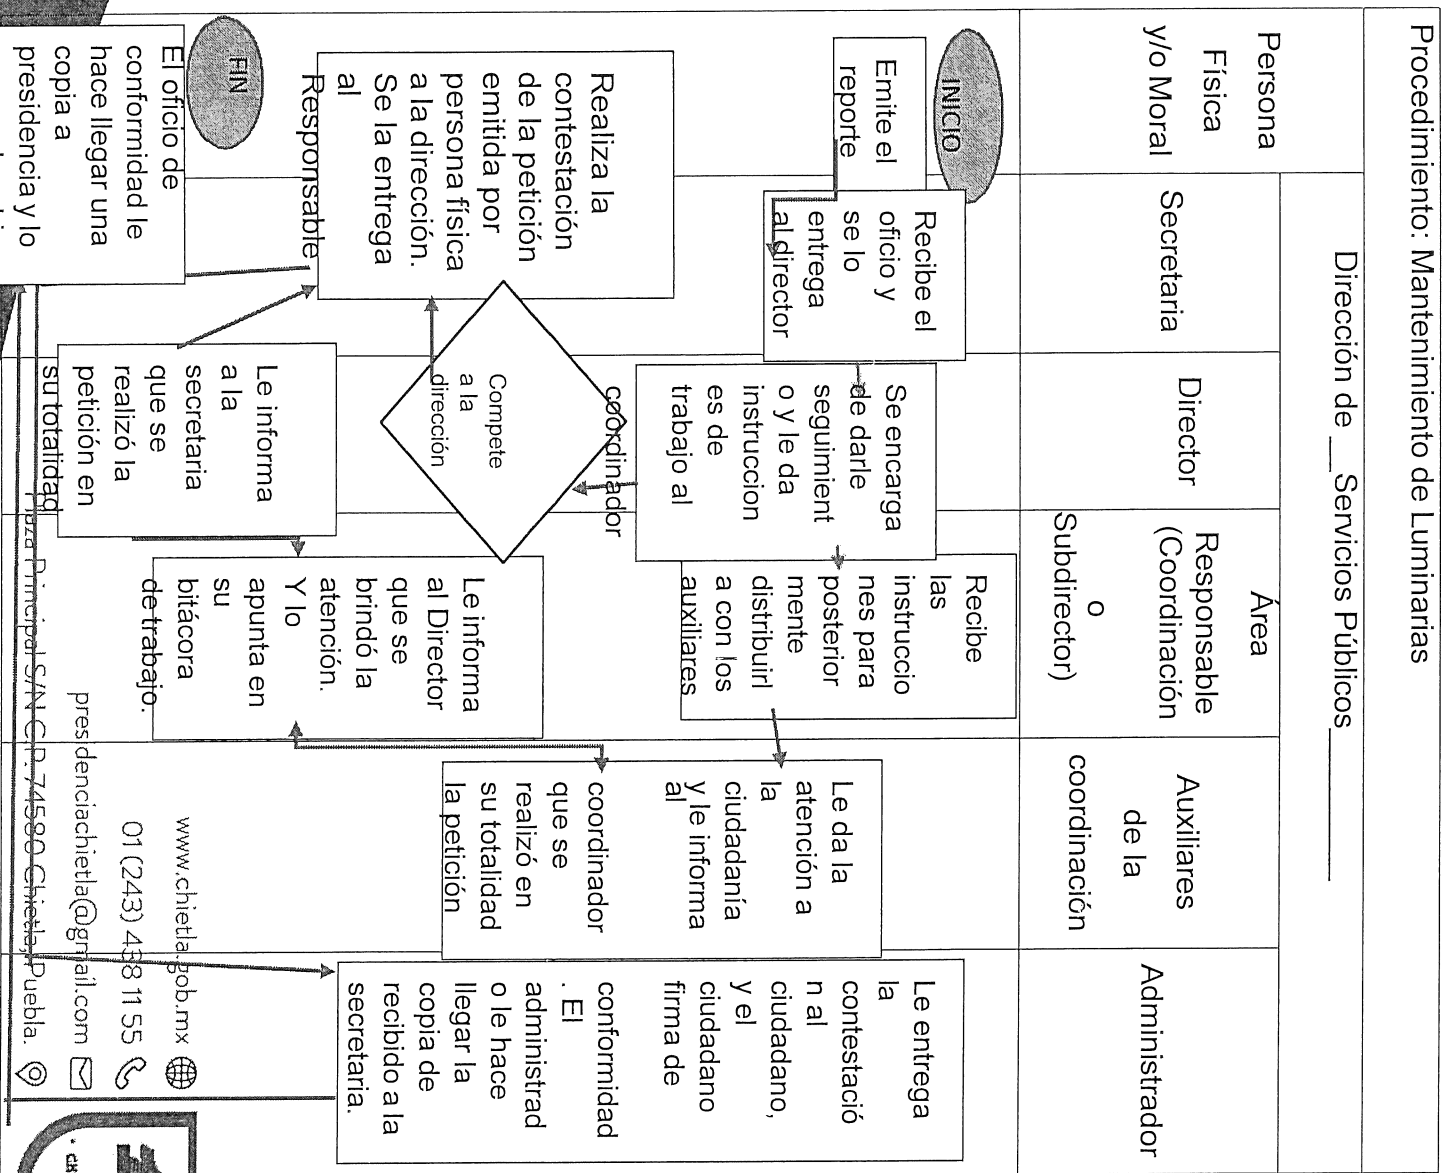 Procedimiento: Mantenimiento de Luminarias
Dirección de __ Servicios Públicos__________
Persona
Física
y/o Moral
Secretaria
Director
Área
Responsable
(Coordinación
o
Subdirector)
Auxiliares
de la
coordinación
Administrador
INICIO
Emite el
reporte
Recibe el
oficio y
se lo
entrega
al director
Se encarga
de darle
seguimient
o y le da
instruccion
es de
trabajo al
coordinador
Recibe
las
instruccio
nes para
posterior
mente
distribuirl
a con los
auxiliares
Le da la
atención a
la
ciudadanía
y le informa
al
coordinador
que se
realizó en
su totalidad
la petición
Le entrega
la
contestació
n al
ciudadano,
y el
ciudadano
firma de
conformidad
. El
administrad
o le hace
llegar la
copia de
recibido a la
secretaria.
Compete
a la
dirección
Realiza la
contestación
de la petición
emitida por
persona física
a la dirección.
Se la entrega
al
Responsable
Le informa
al Director
que se
brindó la
atención.
Y lo
apunta en
su
bitácora
de trabajo.
Le informa
a la
secretaria
que se
realizó la
petición en
su totalidad
FIN
El oficio de
conformidad le
hace llegar una
copia a
presidencia y lo
www.chietla.gob.mx
01 (243) 438 11 55
presidenciachietla@gmail.com
Plaza Principal S/N C.P. 74580 Chietla, Puebla.